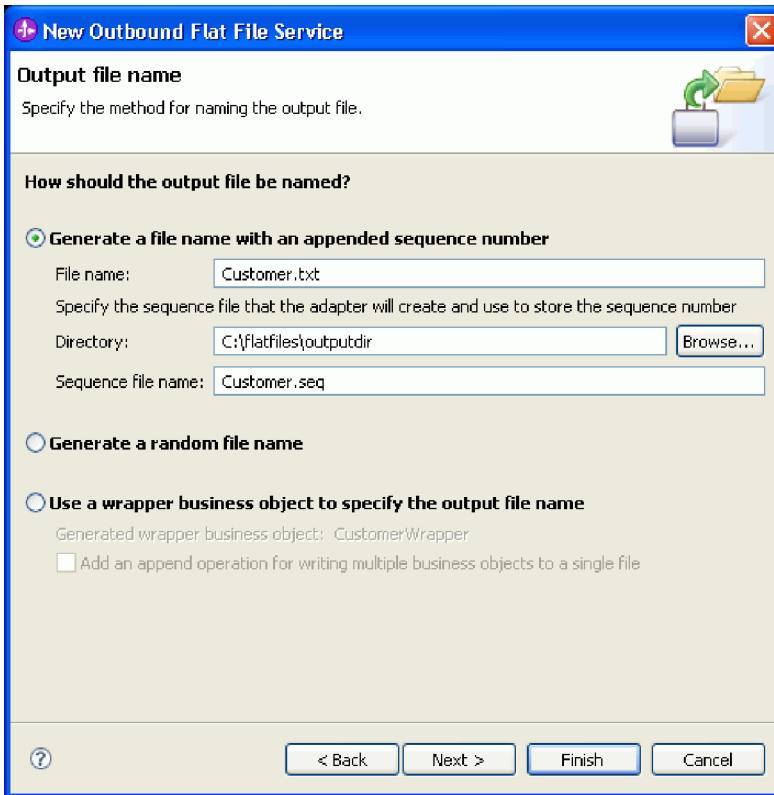 New Outbound Flat File Service
Output file name
Specify the method for naming the output file.
How should the output file be named?
Generate a file name with an appended sequence number
File name: Customer.txt
Specify the sequence file that the adapter will create and use to store the sequence number
Directory: C:\flatfiles\outputdir Browse...
Sequence file name: Customer.seq
Generate a random file name
Use a wrapper business object to specify the output file name
Generated wrapper business object: CustomerWrapper
Add an append operation for writing multiple business objects to a single file
? < Back Next > Finish Cancel